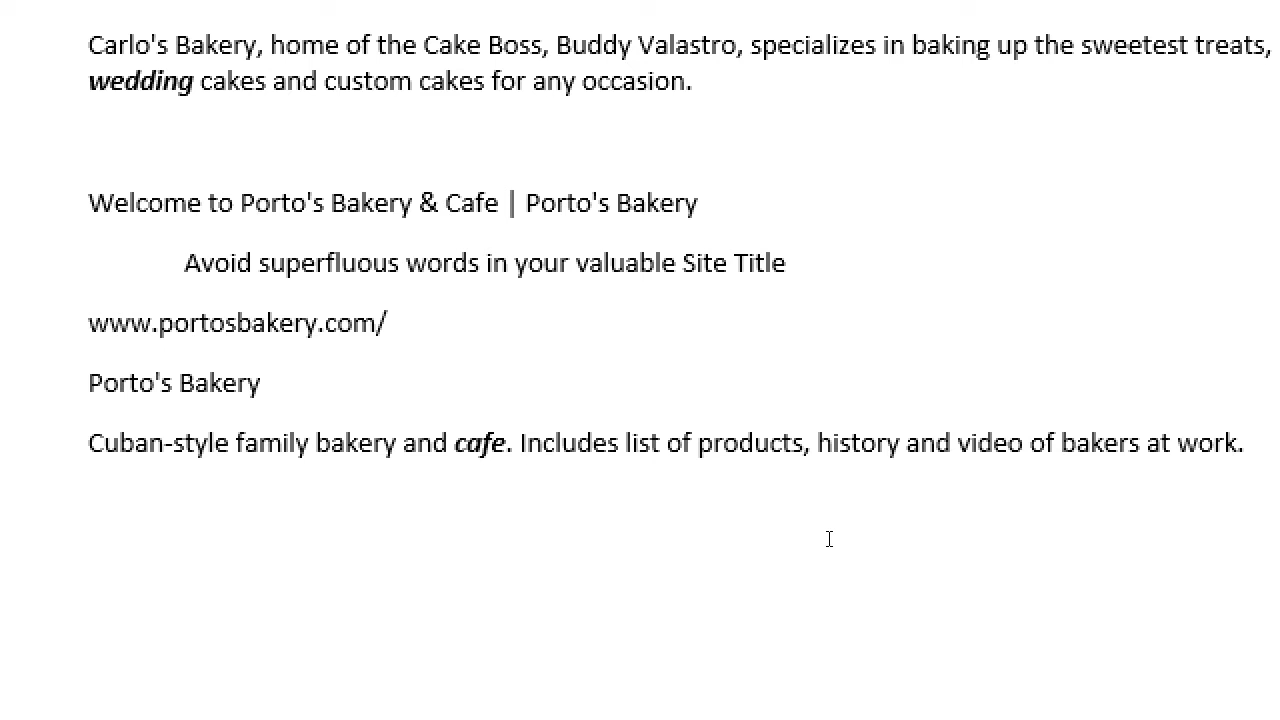 Carlo's Bakery, home of the Cake Boss, Buddy Valastro, specializes in baking up the sweetest treats,
wedding cakes and custom cakes for any occasion.
Welcome to Porto's Bakery & Cafe | Porto's Bakery
Avoid superfluous words in your valuable Site Title
www.portosbakery.com/
Porto's Bakery
Cuban-style family bakery and cafe. Includes list of products, history and video of bakers at work.